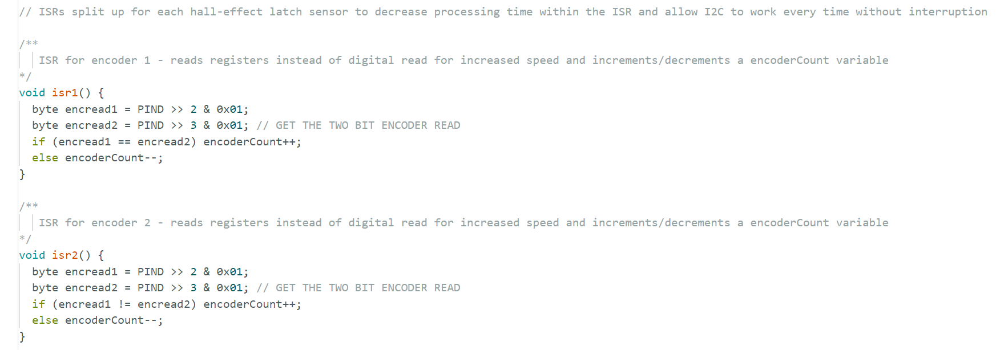 // ISRs split up for each hall-effect latch sensor to decrease processing time within the ISR and allow I2C to work every time without interruption
/**
ISR for encoder 1 - reads registers instead of digital read for increased speed and increments/decrements a encoderCount variable
*/
void isr1() {
byte encread1 = PIND >> 2 & 0x01;
byte encread2 = PIND >> 3 & 0x01; // GET THE TWO BIT ENCODER READ
if (encread1 == encread2) encoderCount++;
else encoderCount--;
}
/**
ISR for encoder 2 - reads registers instead of digital read for increased speed and increments/decrements a encoderCount variable
*/
void isr2() {
byte encread1 = PIND >> 2 & 0x01;
byte encread2 = PIND >> 3 & 0x01; // GET THE TWO BIT ENCODER READ
if (encread1 != encread2) encoderCount++;
else encoderCount--;
}